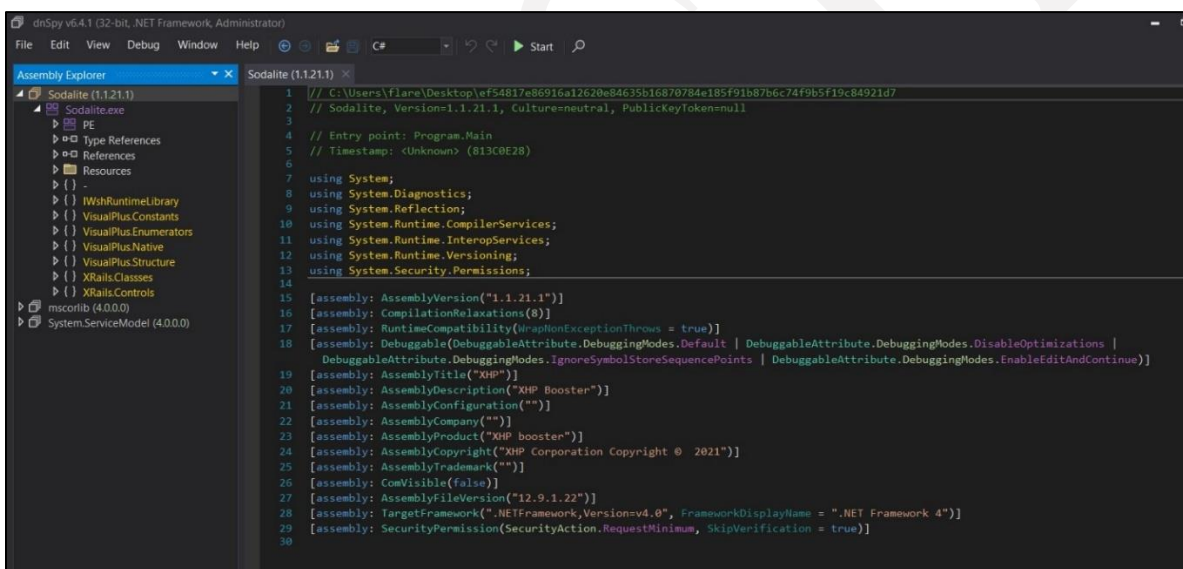 dnSpy v6.4.1 (32-bit, .NET Framework, Administrator)
File Edit View Debug Window Help C# Start
Assembly Explorer
Sodalite (1.1.21.1)
Sodalite.exe
PE
Type References
References
Resources
{ } -
{ } IWshRuntimeLibrary
{ } VisualPlus.Constants
{ } VisualPlus.Enumerators
{ } VisualPlus.Native
{ } VisualPlus.Structure
{ } XRails.Classses
{ } XRails.Controls
mscorlib (4.0.0.0)
System.ServiceModel (4.0.0.0)
Sodalite (1.1.21.1)
1 // C:\Users\flare\Desktop\ef54817e86916a12620e84635b16870784e185f91b87b6c74f9b5f19c84921d7
2 // Sodalite, Version=1.1.21.1, Culture=neutral, PublicKeyToken=null
3
4 // Entry point: Program.Main
5 // Timestamp: <Unknown> (813C0E28)
6
7 using System;
8 using System.Diagnostics;
9 using System.Reflection;
10 using System.Runtime.CompilerServices;
11 using System.Runtime.InteropServices;
12 using System.Runtime.Versioning;
13 using System.Security.Permissions;
14
15 [assembly: AssemblyVersion("1.1.21.1")]
16 [assembly: CompilationRelaxations(8)]
17 [assembly: RuntimeCompatibility(WrapNonExceptionThrows = true)]
18 [assembly: Debuggable(DebuggableAttribute.DebuggingModes.Default | DebuggableAttribute.DebuggingModes.DisableOptimizations |
DebuggableAttribute.DebuggingModes.IgnoreSymbolStoreSequencePoints | DebuggableAttribute.DebuggingModes.EnableEditAndContinue)]
19 [assembly: AssemblyTitle("XHP")]
20 [assembly: AssemblyDescription("XHP Booster")]
21 [assembly: AssemblyConfiguration("")]
22 [assembly: AssemblyCompany("")]
23 [assembly: AssemblyProduct("XHP booster")]
24 [assembly: AssemblyCopyright("XHP Corporation Copyright © 2021")]
25 [assembly: AssemblyTrademark("")]
26 [assembly: ComVisible(false)]
27 [assembly: AssemblyFileVersion("12.9.1.22")]
28 [assembly: TargetFramework(".NETFramework,Version=v4.0", FrameworkDisplayName = ".NET Framework 4")]
29 [assembly: SecurityPermission(SecurityAction.RequestMinimum, SkipVerification = true)]
30